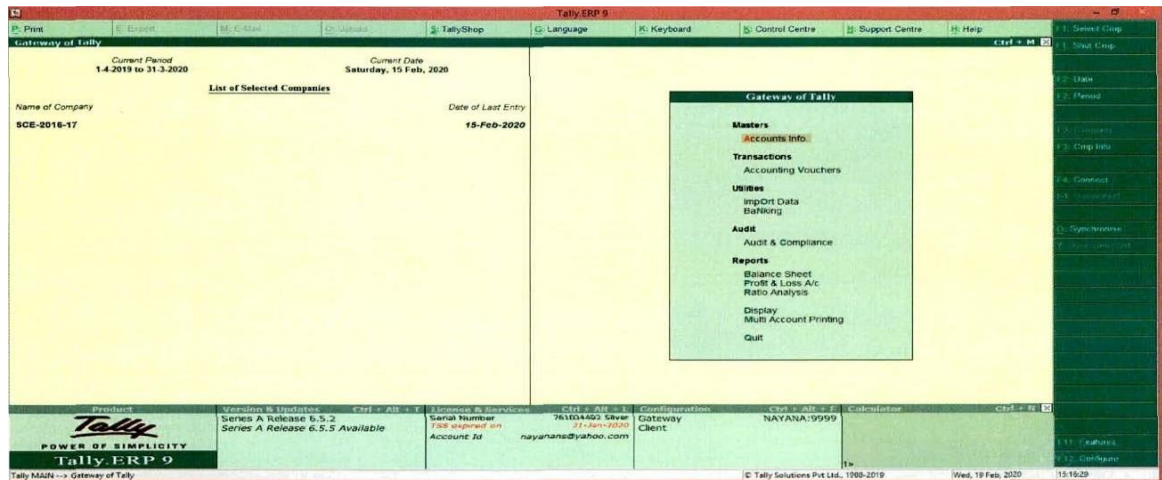 Tally.ERP 9
P: Print
E: Export
M: E-Mail
O: Upload
S: TallyShop
G: Language
K: Keyboard
K: Control Centre
H: Support Centre
H: Help
F1: Select Cmp
Gateway of Tally
Ctrl + M
F1: Shut Cmp
Current Period
1-4-2019 to 31-3-2020
Current Date
Saturday, 15 Feb, 2020
List of Selected Companies
Name of Company
Date of Last Entry
SCE-2016-17
15-Feb-2020
Gateway of Tally
Masters
Accounts Info.
Transactions
Accounting Vouchers
Utilities
ImpOrt Data
BaNking
Audit
Audit & Compliance
Reports
Balance Sheet
Profit & Loss A/c
Ratio Analysis
Display
Multi Account Printing
Quit
F2: Date
F2: Period
F3: Company
F3: Cmp Info
F4: Connect
Q: Synchronise
F11: Features
F12: Configure
Product
Tally
POWER OF SIMPLICITY
Tally.ERP 9
Version & Updates Ctrl + Alt + T
Series A Release 6.5.2
Series A Release 6.5.5 Available
License & Services Ctrl + Alt + L
Serial Number Silver
TSS expired on 31-Jan-2020
Account Id nayanans@yahoo.com
Configuration Ctrl + Alt + F
Gateway NAYANA:9999
Client
Calculator Ctrl + N
1>
Tally MAIN --> Gateway of Tally
© Tally Solutions Pvt Ltd., 1988-2019
Wed, 19 Feb, 2020
15:16:29